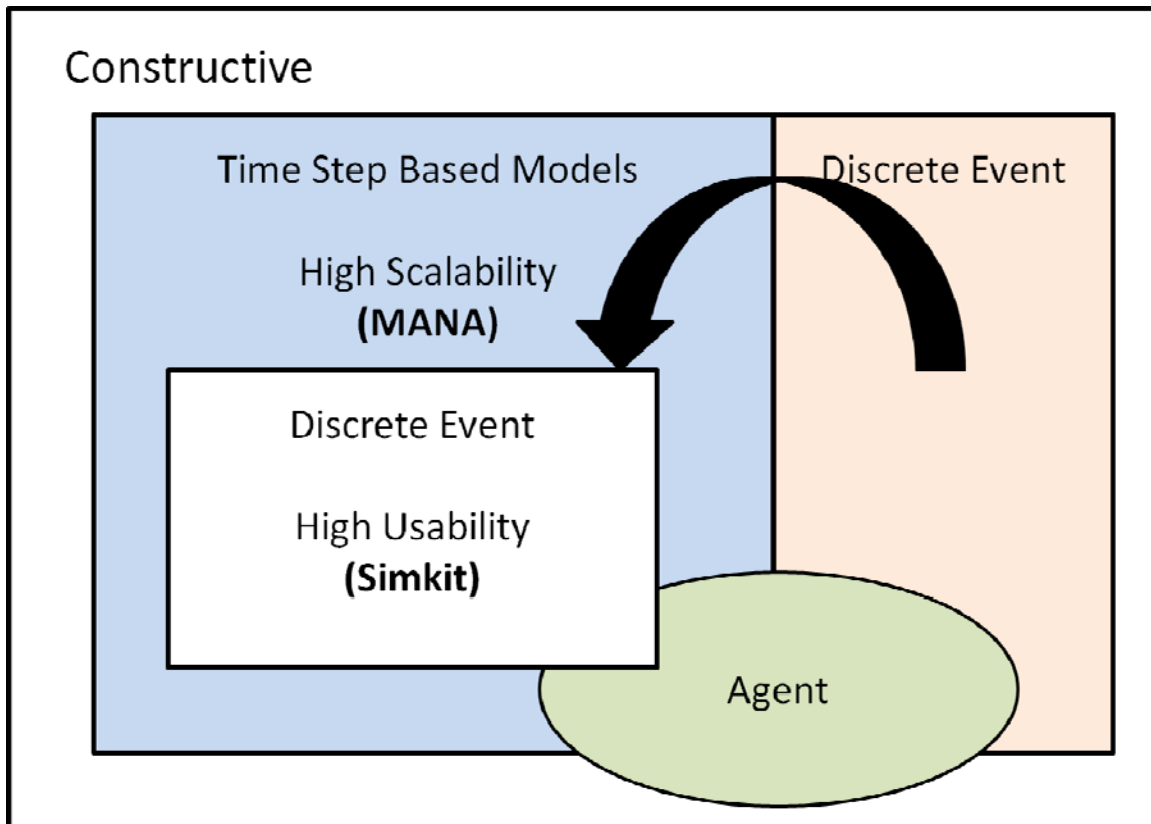 Constructive
Time Step Based Models
Discrete Event
High Scalability
(MANA)
Discrete Event
High Usability
(Simkit)
Agent